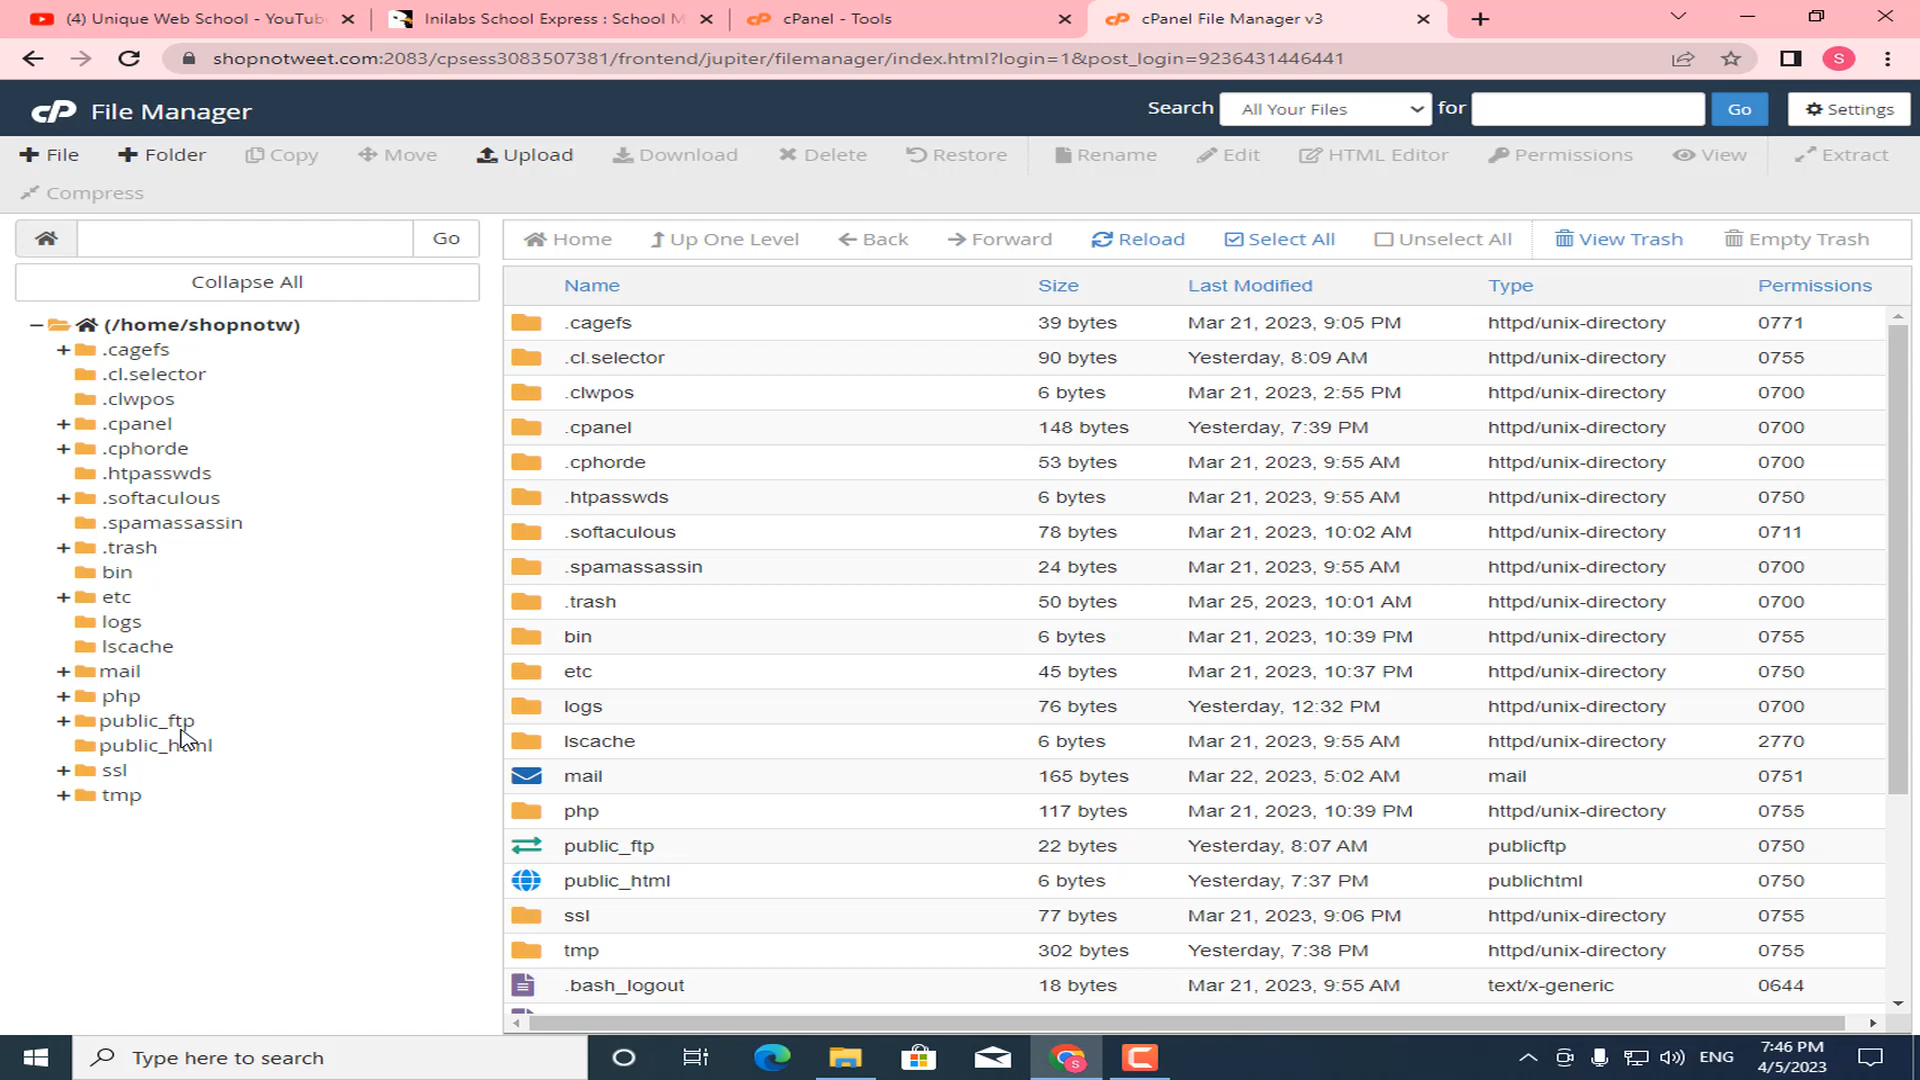 (4) Unique Web School - YouTub
Inilabs School Express : School M
cPanel - Tools
cPanel File Manager v3
shopnotweet.com:2083/cpsess3083507381/frontend/jupiter/filemanager/index.html?login=1&post_login=9236431446441
S
cP File Manager
Search All Your Files for Go Settings
File Folder Copy Move Upload Download Delete Restore Rename Edit HTML Editor Permissions View Extract
Compress
Go
Collapse All
(/home/shopnotw)
.cagefs
.cl.selector
.clwpos
.cpanel
.cphorde
.htpasswds
.softaculous
.spamassassin
.trash
bin
etc
logs
lscache
mail
php
public_ftp
public_html
ssl
tmp
Home Up One Level Back Forward Reload Select All Unselect All View Trash Empty Trash
Name Size Last Modified Type Permissions
.cagefs 39 bytes Mar 21, 2023, 9:05 PM httpd/unix-directory 0771
.cl.selector 90 bytes Yesterday, 8:09 AM httpd/unix-directory 0755
.clwpos 6 bytes Mar 21, 2023, 2:55 PM httpd/unix-directory 0700
.cpanel 148 bytes Yesterday, 7:39 PM httpd/unix-directory 0700
.cphorde 53 bytes Mar 21, 2023, 9:55 AM httpd/unix-directory 0700
.htpasswds 6 bytes Mar 21, 2023, 9:55 AM httpd/unix-directory 0750
.softaculous 78 bytes Mar 21, 2023, 10:02 AM httpd/unix-directory 0711
.spamassassin 24 bytes Mar 21, 2023, 9:55 AM httpd/unix-directory 0700
.trash 50 bytes Mar 25, 2023, 10:01 AM httpd/unix-directory 0700
bin 6 bytes Mar 21, 2023, 10:39 PM httpd/unix-directory 0755
etc 45 bytes Mar 21, 2023, 10:37 PM httpd/unix-directory 0750
logs 76 bytes Yesterday, 12:32 PM httpd/unix-directory 0700
lscache 6 bytes Mar 21, 2023, 9:55 AM httpd/unix-directory 2770
mail 165 bytes Mar 22, 2023, 5:02 AM mail 0751
php 117 bytes Mar 21, 2023, 10:39 PM httpd/unix-directory 0755
public_ftp 22 bytes Yesterday, 8:07 AM publicftp 0750
public_html 6 bytes Yesterday, 7:37 PM publichtml 0750
ssl 77 bytes Mar 21, 2023, 9:06 PM httpd/unix-directory 0755
tmp 302 bytes Yesterday, 7:38 PM httpd/unix-directory 0755
.bash_logout 18 bytes Mar 21, 2023, 9:55 AM text/x-generic 0644
Type here to search
ENG
7:46 PM
4/5/2023